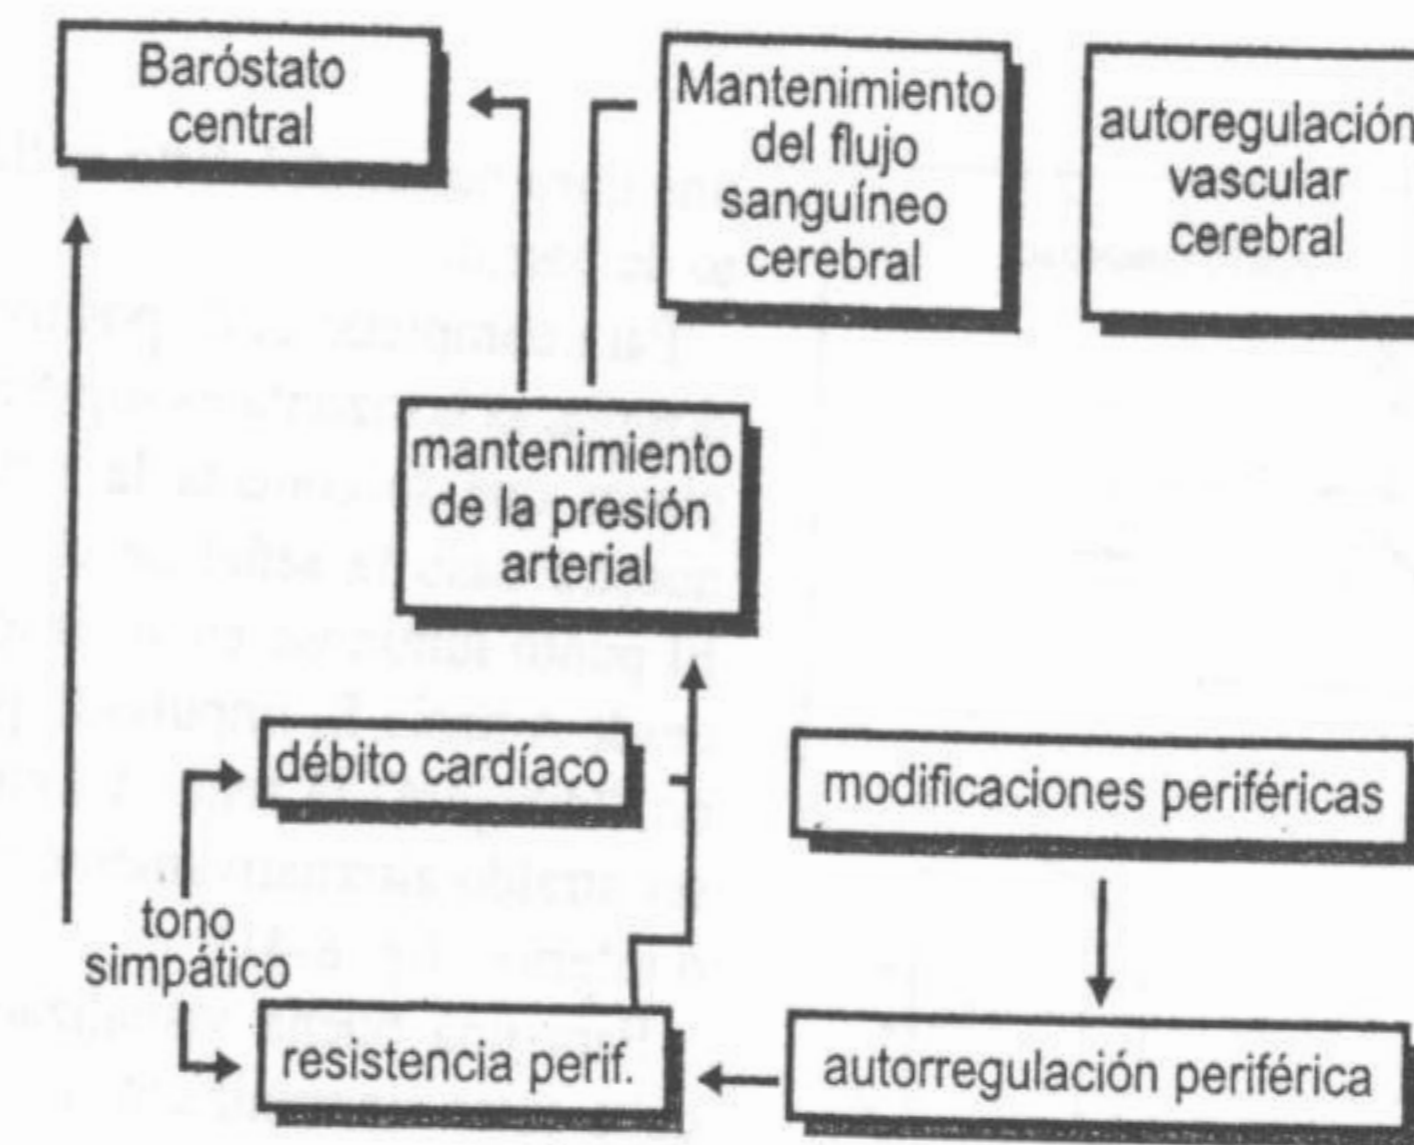 Baróstato
central
Mantenimiento
del flujo
sanguíneo
cerebral
autoregulación
vascular
cerebral
mantenimiento
de la presión
arterial
débito cardíaco
modificaciones periféricas
tono
simpático
resistencia perif.
autorregulación periférica